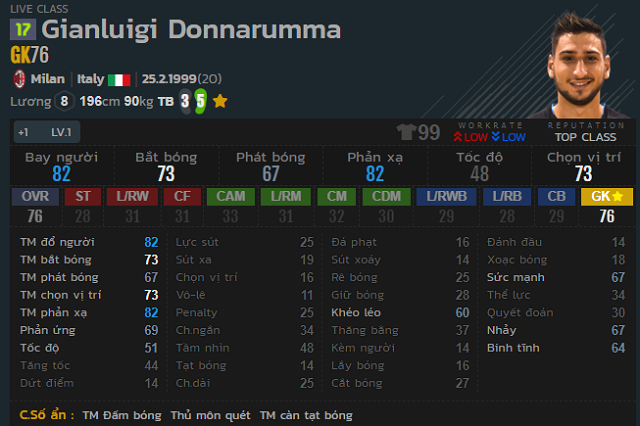 LIVE CLASS
17 Gianluigi Donnarumma
GK76
Milan Italy 25.2.1999(20)
Lương 8 196cm 90kg TB 3 5
+1 LV.1 99 WORKRATE LOW LOW REPUTATION TOP CLASS
Bay người Bắt bóng Phát bóng Phản xạ Tốc độ Chọn vị trí
82 73 67 82 48 73
OVR ST L/RW CF CAM L/RM CM CDM L/RWB L/RB CB GK
76 28 31 31 33 31 32 30 29 28 29 76
TM đổ người 82 Lực sút 25 Đá phạt 16 Đánh đầu 14
TM bắt bóng 73 Sút xa 19 Sút xoáy 14 Xoạc bóng 18
TM phát bóng 67 Chọn vị trí 16 Rê bóng 25 Sức mạnh 67
TM chọn vị trí 73 Vô-lê 11 Giữ bóng 28 Thể lực 34
TM phản xạ 82 Penalty 25 Khéo léo 60 Quyết đoán 30
Phản ứng 69 Ch.ngắn 34 Thăng bằng 37 Nhảy 67
Tốc độ 51 Tầm nhìn 48 Kèm người 14 Bình tĩnh 64
Tăng tốc 44 Tạt bóng 14 Lấy bóng 16
Dứt điểm 14 Ch.dài 25 Cắt bóng 27
C.Số ẩn : TM Đấm bóng Thủ môn quét TM cản tạt bóng